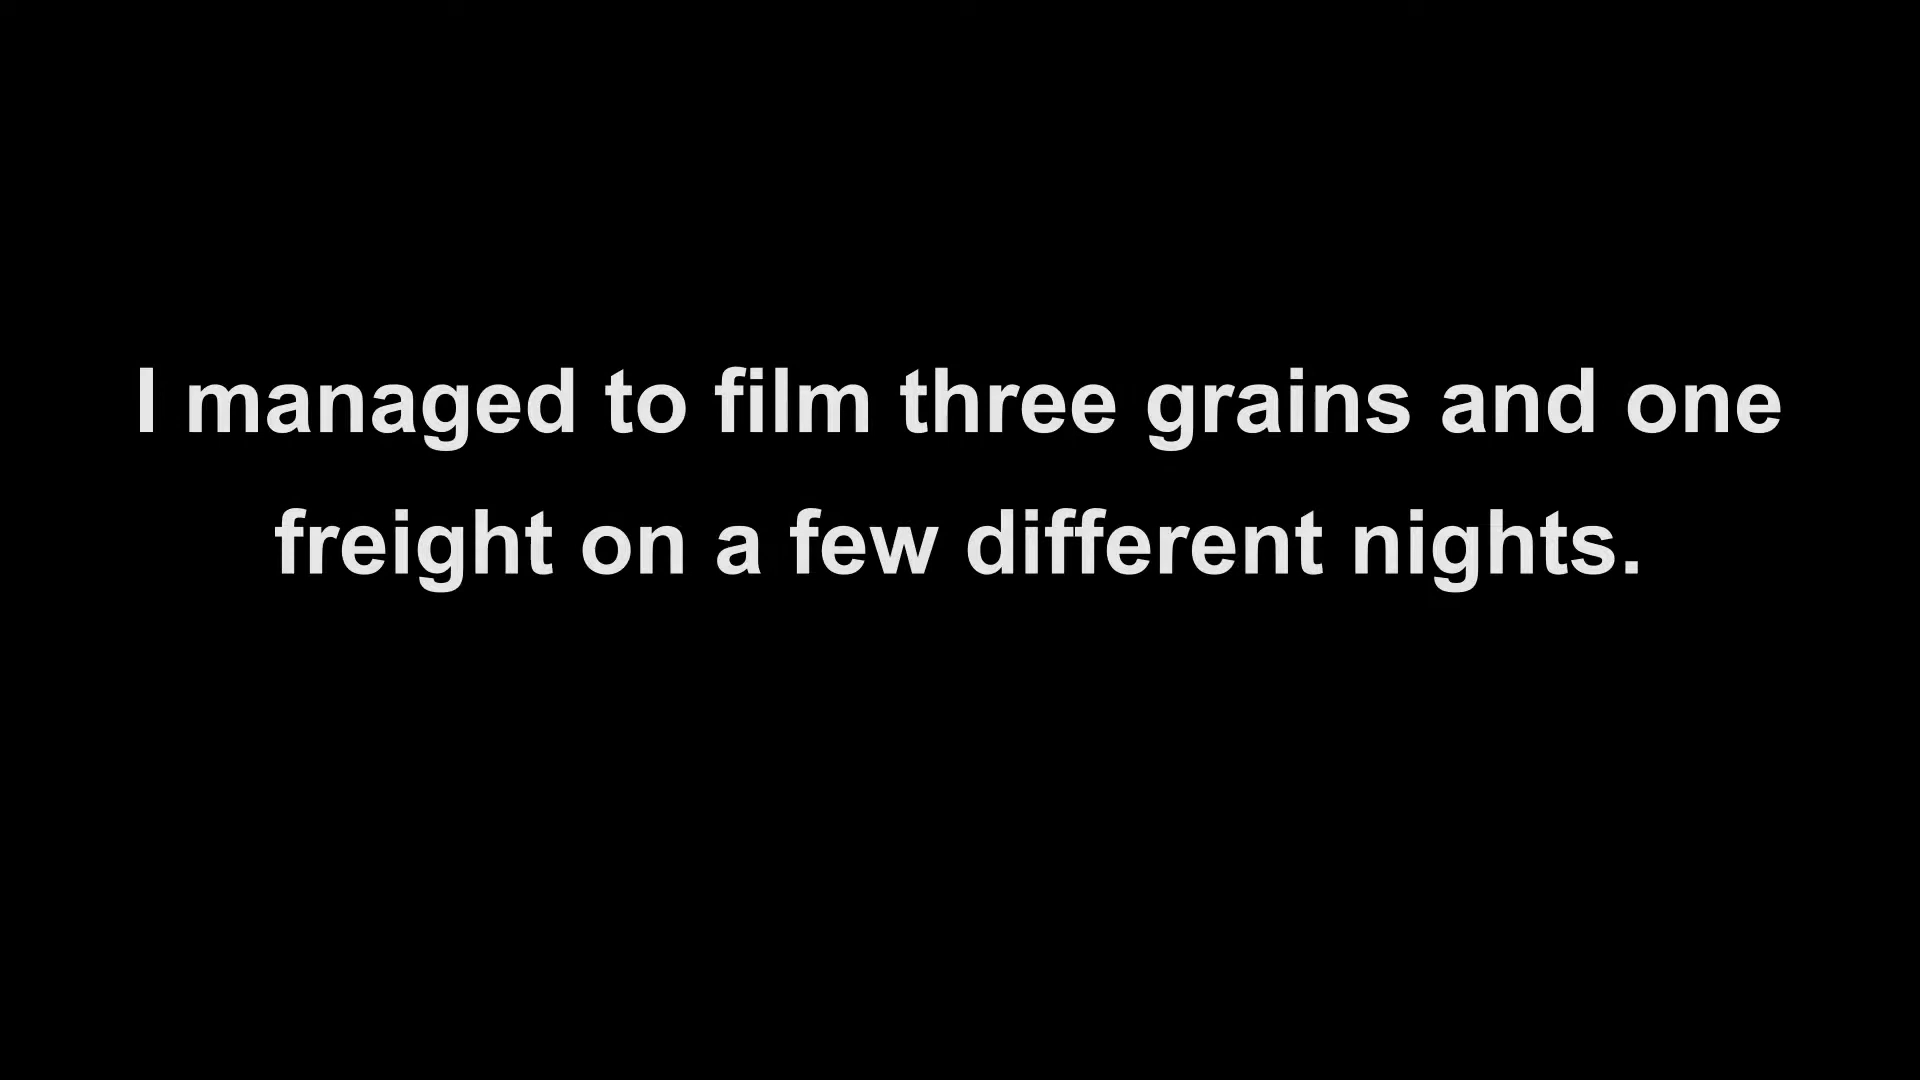 I managed to film three grains and one
freight on a few different nights.